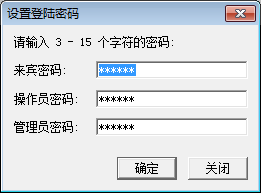 设置登陆密码
请输入 3 - 15 个字符的密码:
来宾密码: ******
操作员密码: ******
管理员密码: ******
确定 关闭